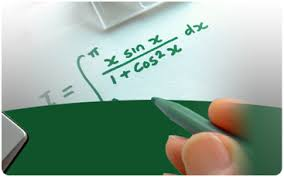 I = ∫^π x sin x / 1 + cos²x dx